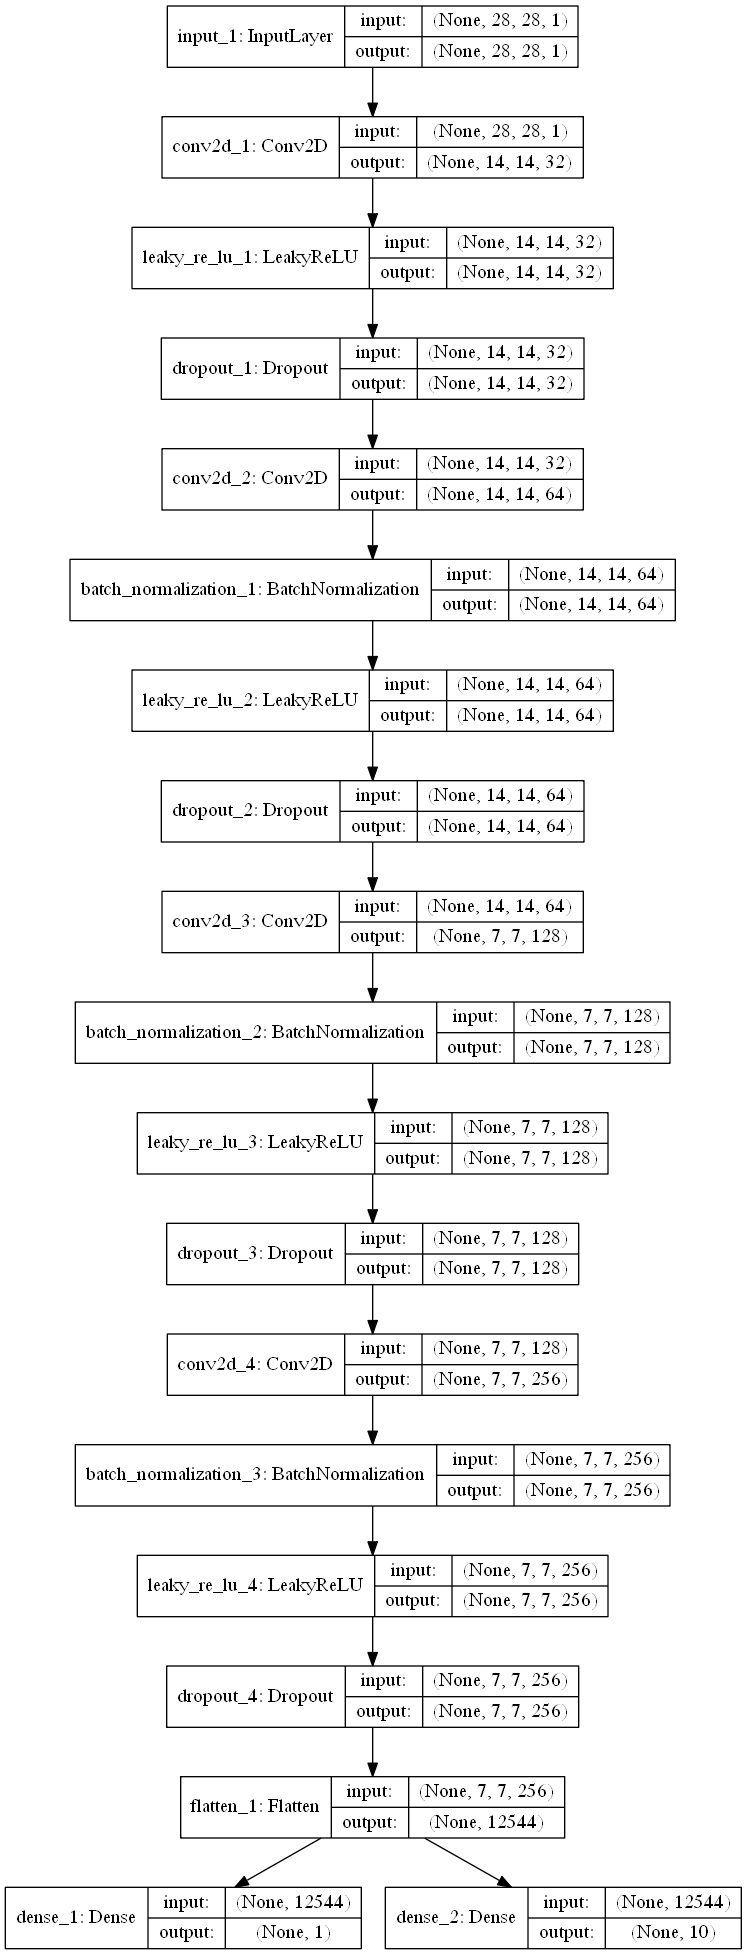 input_1: InputLayer
input:
(None, 28, 28, 1)
output:
(None, 28, 28, 1)
conv2d_1: Conv2D
input:
(None, 28, 28, 1)
output:
(None, 14, 14, 32)
leaky_re_lu_1: LeakyReLU
input:
(None, 14, 14, 32)
output:
(None, 14, 14, 32)
dropout_1: Dropout
input:
(None, 14, 14, 32)
output:
(None, 14, 14, 32)
conv2d_2: Conv2D
input:
(None, 14, 14, 32)
output:
(None, 14, 14, 64)
batch_normalization_1: BatchNormalization
input:
(None, 14, 14, 64)
output:
(None, 14, 14, 64)
leaky_re_lu_2: LeakyReLU
input:
(None, 14, 14, 64)
output:
(None, 14, 14, 64)
dropout_2: Dropout
input:
(None, 14, 14, 64)
output:
(None, 14, 14, 64)
conv2d_3: Conv2D
input:
(None, 14, 14, 64)
output:
(None, 7, 7, 128)
batch_normalization_2: BatchNormalization
input:
(None, 7, 7, 128)
output:
(None, 7, 7, 128)
leaky_re_lu_3: LeakyReLU
input:
(None, 7, 7, 128)
output:
(None, 7, 7, 128)
dropout_3: Dropout
input:
(None, 7, 7, 128)
output:
(None, 7, 7, 128)
conv2d_4: Conv2D
input:
(None, 7, 7, 128)
output:
(None, 7, 7, 256)
batch_normalization_3: BatchNormalization
input:
(None, 7, 7, 256)
output:
(None, 7, 7, 256)
leaky_re_lu_4: LeakyReLU
input:
(None, 7, 7, 256)
output:
(None, 7, 7, 256)
dropout_4: Dropout
input:
(None, 7, 7, 256)
output:
(None, 7, 7, 256)
flatten_1: Flatten
input:
(None, 7, 7, 256)
output:
(None, 12544)
dense_1: Dense
input:
(None, 12544)
output:
(None, 1)
dense_2: Dense
input:
(None, 12544)
output:
(None, 10)